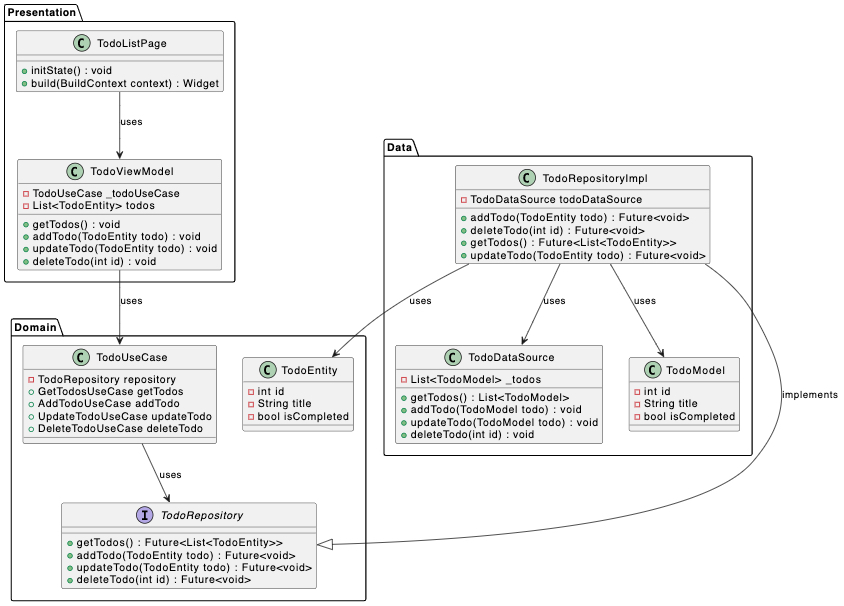 Presentation
C TodoListPage
initState() : void
build(BuildContext context) : Widget
uses
C TodoViewModel
TodoUseCase _todoUseCase
List<TodoEntity> todos
getTodos() : void
addTodo(TodoEntity todo) : void
updateTodo(TodoEntity todo) : void
deleteTodo(int id) : void
uses
Data
C TodoRepositoryImpl
TodoDataSource todoDataSource
addTodo(TodoEntity todo) : Future<void>
deleteTodo(int id) : Future<void>
getTodos() : Future<List<TodoEntity>>
updateTodo(TodoEntity todo) : Future<void>
uses
uses
uses
implements
C TodoDataSource
List<TodoModel> _todos
getTodos() : List<TodoModel>
addTodo(TodoModel todo) : void
updateTodo(TodoModel todo) : void
deleteTodo(int id) : void
C TodoModel
int id
String title
bool isCompleted
Domain
C TodoUseCase
TodoRepository repository
GetTodosUseCase getTodos
AddTodoUseCase addTodo
UpdateTodoUseCase updateTodo
DeleteTodoUseCase deleteTodo
C TodoEntity
int id
String title
bool isCompleted
uses
I TodoRepository
getTodos() : Future<List<TodoEntity>>
addTodo(TodoEntity todo) : Future<void>
updateTodo(TodoEntity todo) : Future<void>
deleteTodo(int id) : Future<void>